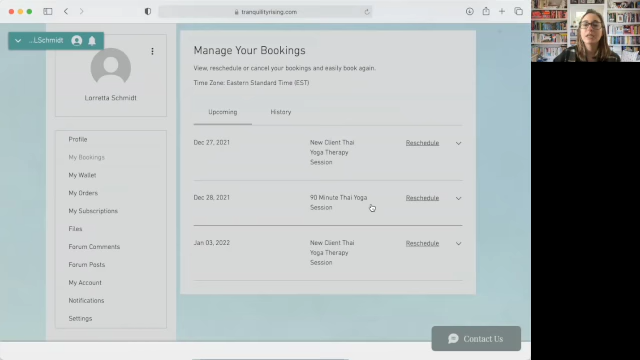 tranquilityrising.com
...LSchmidt
Lorretta Schmidt
Profile
My Bookings
My Wallet
My Orders
My Subscriptions
Files
Forum Comments
Forum Posts
My Account
Notifications
Settings
Manage Your Bookings
View, reschedule or cancel your bookings and easily book again.
Time Zone: Eastern Standard Time (EST)
Upcoming
History
Dec 27, 2021
New Client Thai
Yoga Therapy
Session
Reschedule
Dec 28, 2021
90 Minute Thai Yoga
Session
Reschedule
Jan 03, 2022
New Client Thai
Yoga Therapy
Session
Reschedule
Contact Us